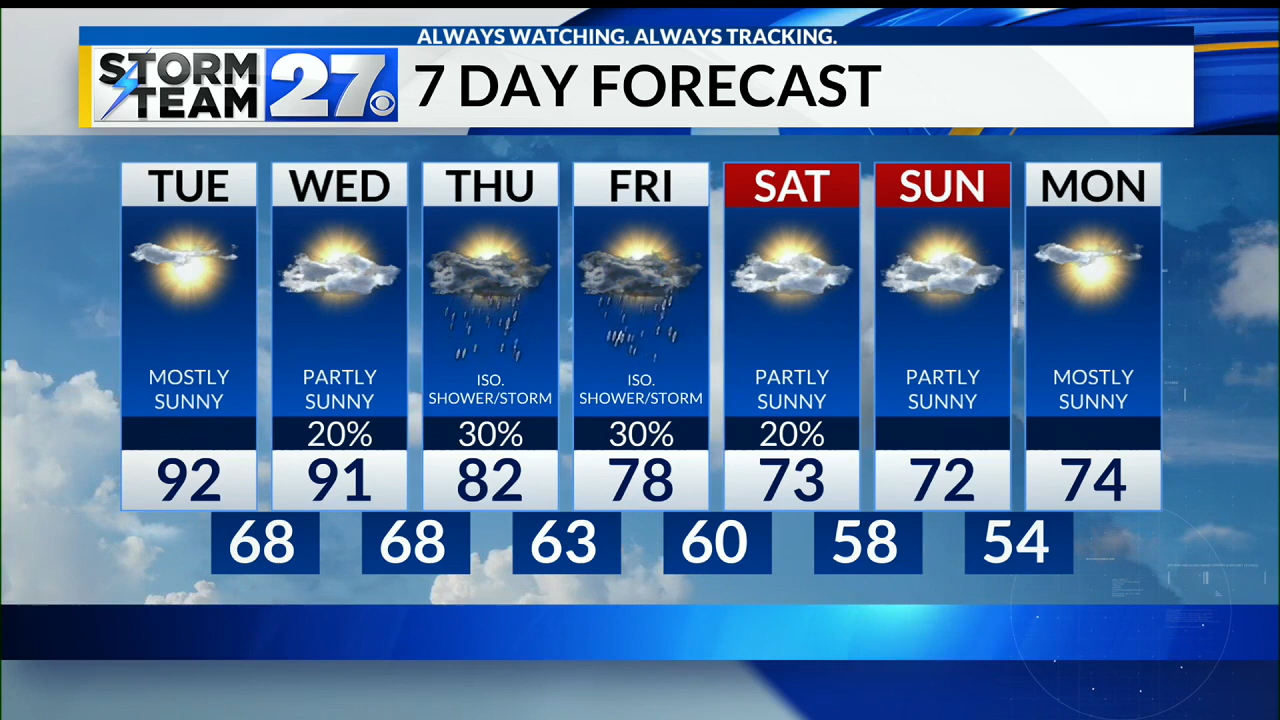 ALWAYS WATCHING. ALWAYS TRACKING.
STORM
TEAM
27
7 DAY FORECAST
TUE
WED
THU
FRI
SAT
SUN
MON
MOSTLY
SUNNY
PARTLY
SUNNY
ISO.
SHOWER/STORM
ISO.
SHOWER/STORM
PARTLY
SUNNY
PARTLY
SUNNY
MOSTLY
SUNNY
20%
30%
30%
20%
92
91
82
78
73
72
74
68
68
63
60
58
54